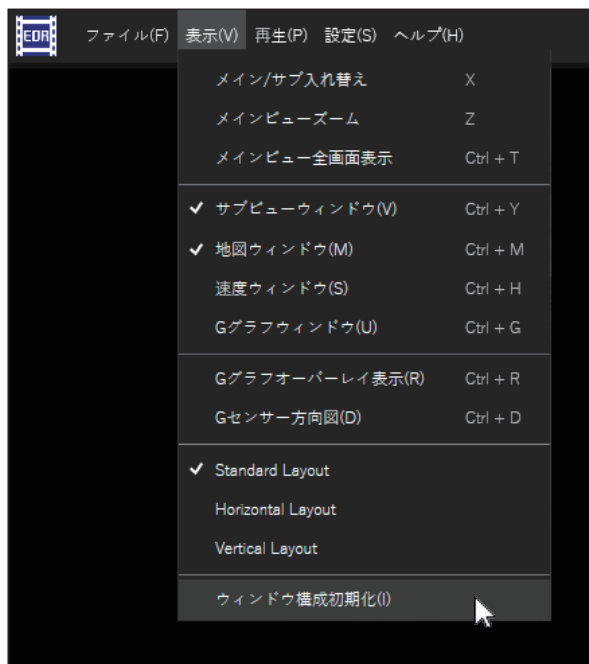 EDR ファイル(F) 表示(V) 再生(P) 設定(S) ヘルプ(H)
メイン/サブ入れ替え X
メインビューズーム Z
メインビュー全画面表示 Ctrl + T
サブビューウィンドウ(V) Ctrl + Y
地図ウィンドウ(M) Ctrl + M
速度ウィンドウ(S) Ctrl + H
Gグラフウィンドウ(U) Ctrl + G
Gグラフオーバーレイ表示(R) Ctrl + R
Gセンサー方向図(D) Ctrl + D
Standard Layout
Horizontal Layout
Vertical Layout
ウィンドウ構成初期化(I)